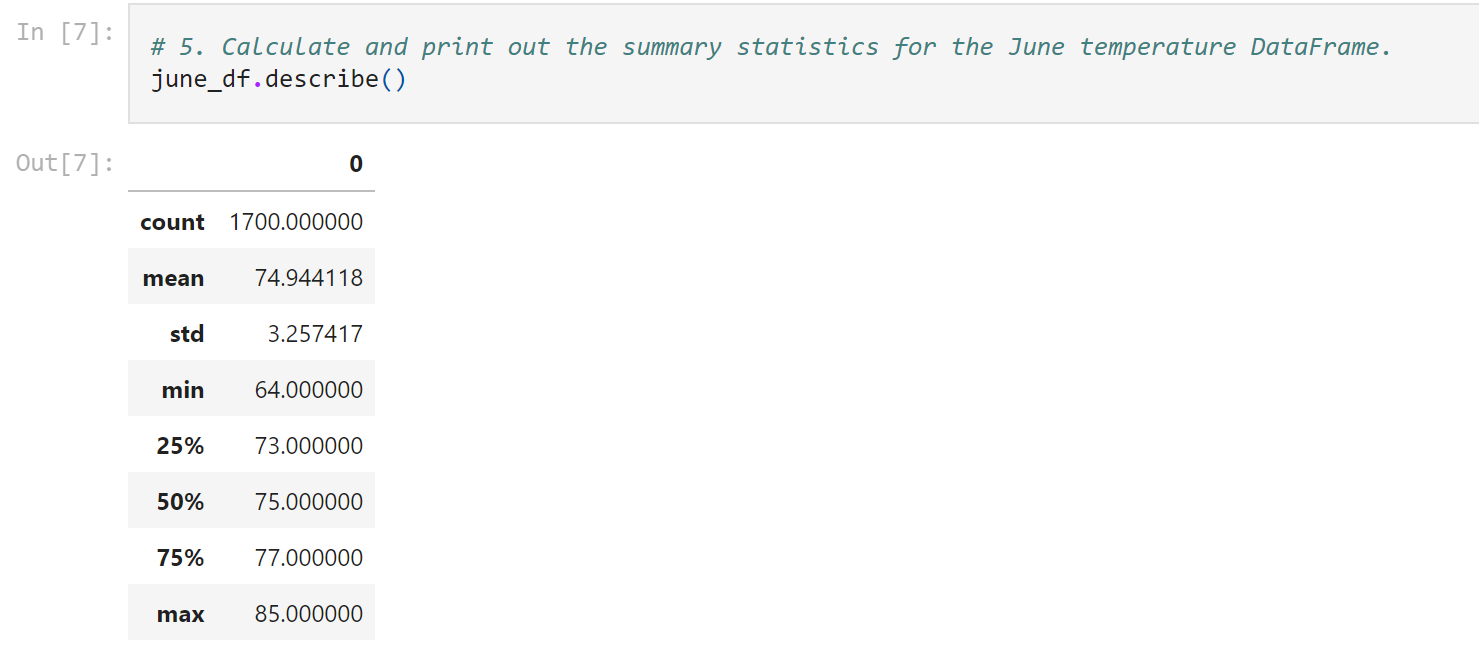 In [7]:
# 5. Calculate and print out the summary statistics for the June temperature DataFrame.
june_df.describe()
Out[7]:
0
count 1700.000000
mean 74.944118
std 3.257417
min 64.000000
25% 73.000000
50% 75.000000
75% 77.000000
max 85.000000